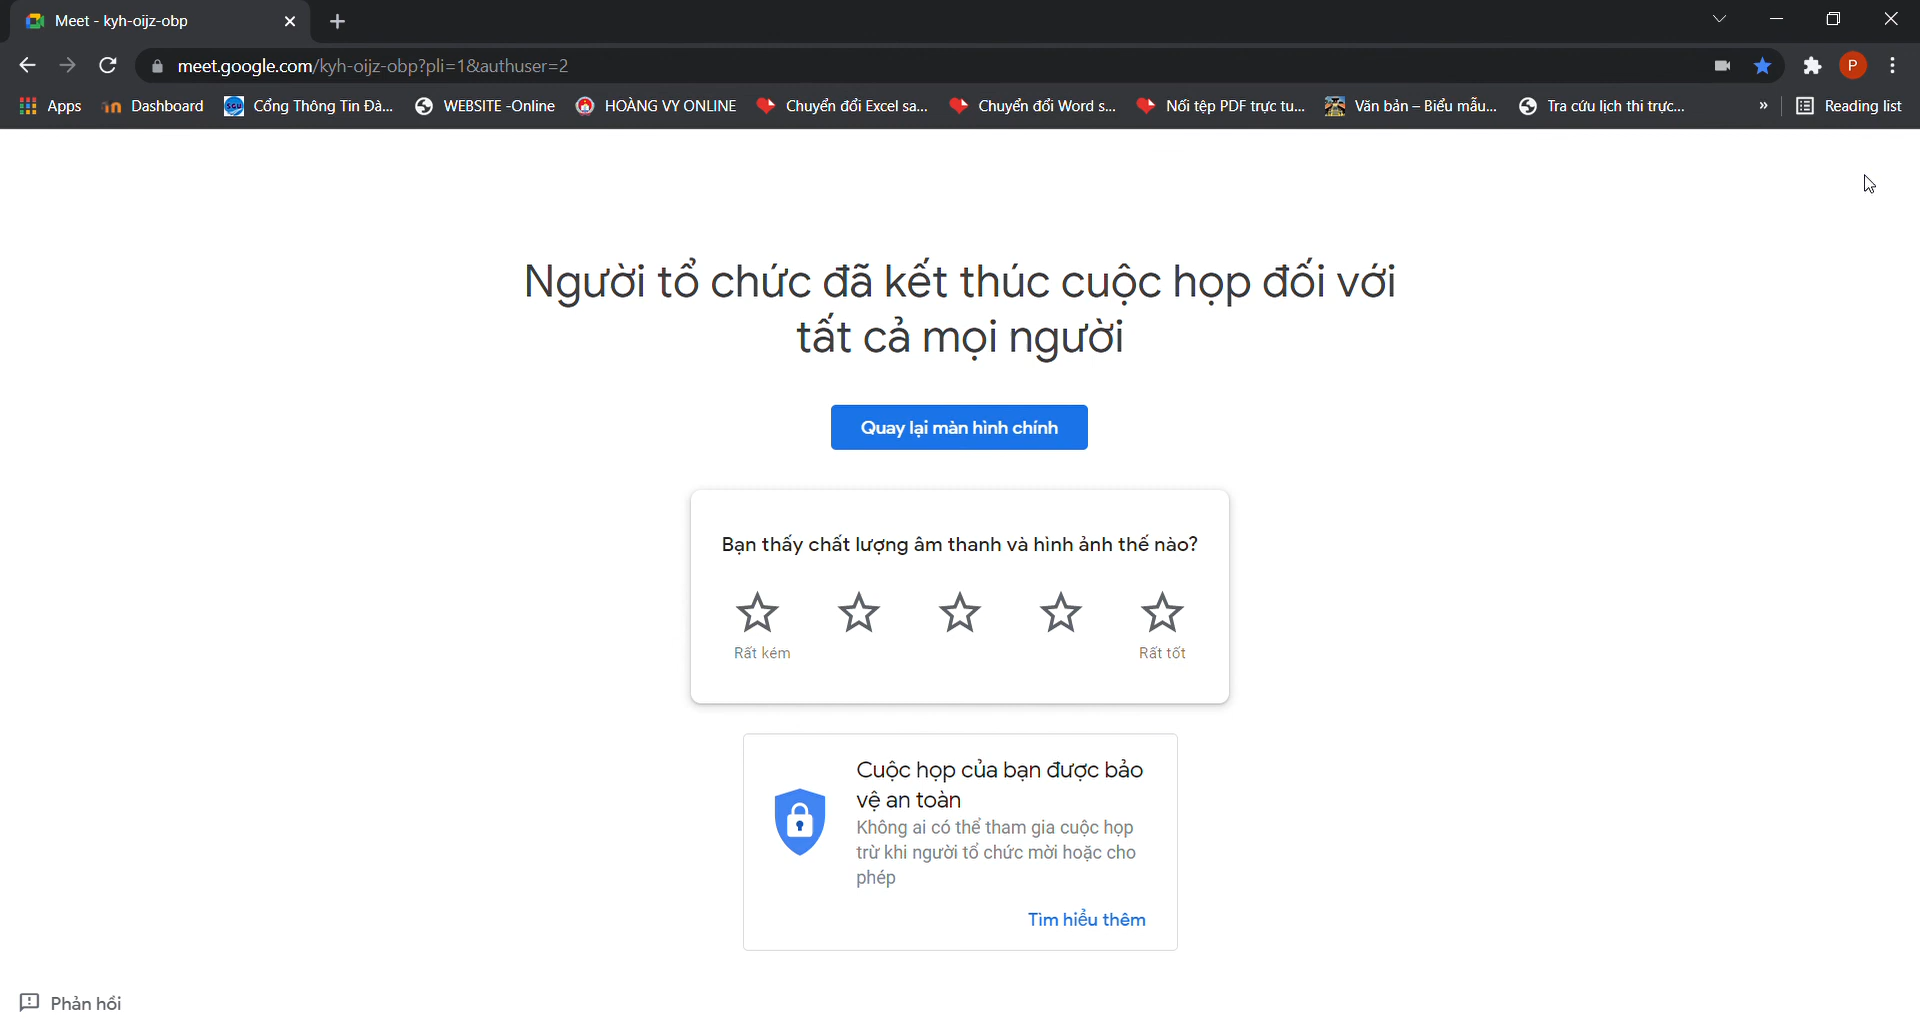 Meet - kyh-oijz-obp
meet.google.com/kyh-oijz-obp?pli=1&authuser=2
P
Apps Dashboard Cổng Thông Tin Đà... WEBSITE -Online HOÀNG VY ONLINE Chuyển đổi Excel sa... Chuyển đổi Word s... Nối tệp PDF trực tu... Văn bản – Biểu mẫu... Tra cứu lịch thi trực... » Reading list
Người tổ chức đã kết thúc cuộc họp đối với
tất cả mọi người
Quay lại màn hình chính
Bạn thấy chất lượng âm thanh và hình ảnh thế nào?
Rất kém Rất tốt
Cuộc họp của bạn được bảo
vệ an toàn
Không ai có thể tham gia cuộc họp
trừ khi người tổ chức mời hoặc cho
phép
Tìm hiểu thêm
Phản hồi